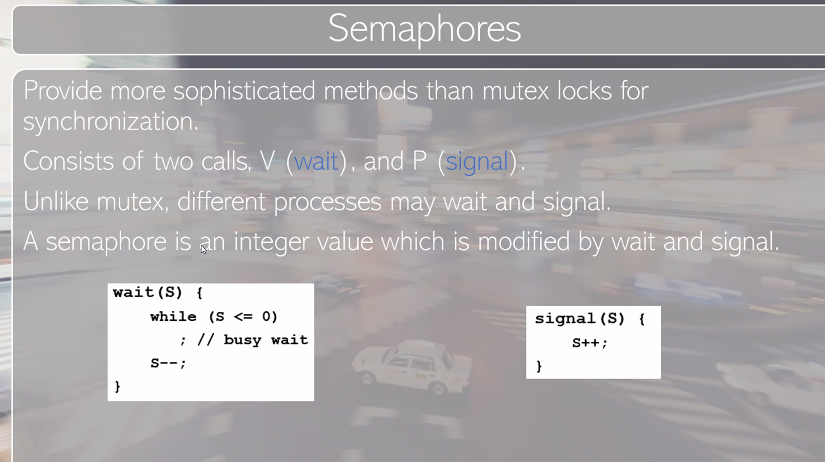 Semaphores
Provide more sophisticated methods than mutex locks for
synchronization.
Consists of two calls, V (wait), and P (signal).
Unlike mutex, different processes may wait and signal.
A semaphore is an integer value which is modified by wait and signal.
wait(S) {
while (S <= 0)
; // busy wait
S--;
}
signal(S) {
S++;
}